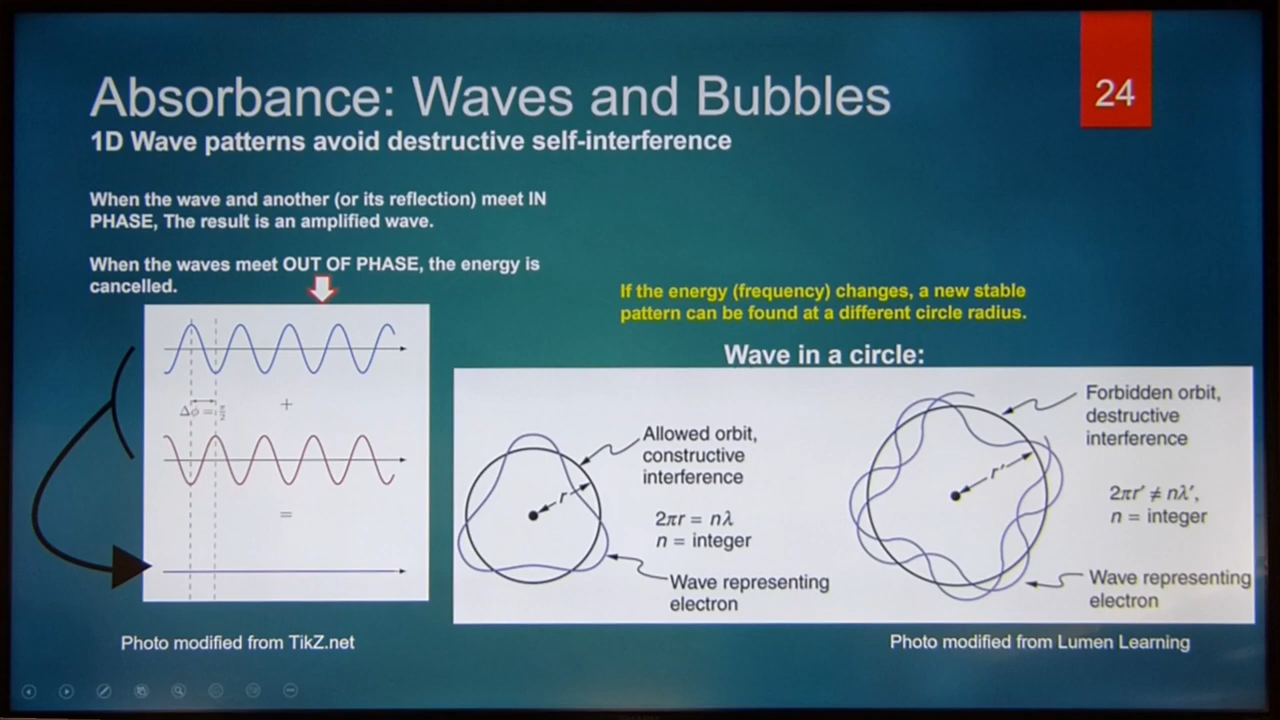 Absorbance: Waves and Bubbles
24
1D Wave patterns avoid destructive self-interference
When the wave and another (or its reflection) meet IN
PHASE, The result is an amplified wave.
When the waves meet OUT OF PHASE, the energy is
cancelled.
If the energy (frequency) changes, a new stable
pattern can be found at a different circle radius.
Wave in a circle:
Δϕ =
+
=
Allowed orbit,
constructive
interference
r
2πr = nλ
n = integer
Wave representing
electron
Forbidden orbit,
destructive
interference
r′
2πr′ ≠ nλ′,
n = integer
Wave representing
electron
Photo modified from TikZ.net
Photo modified from Lumen Learning